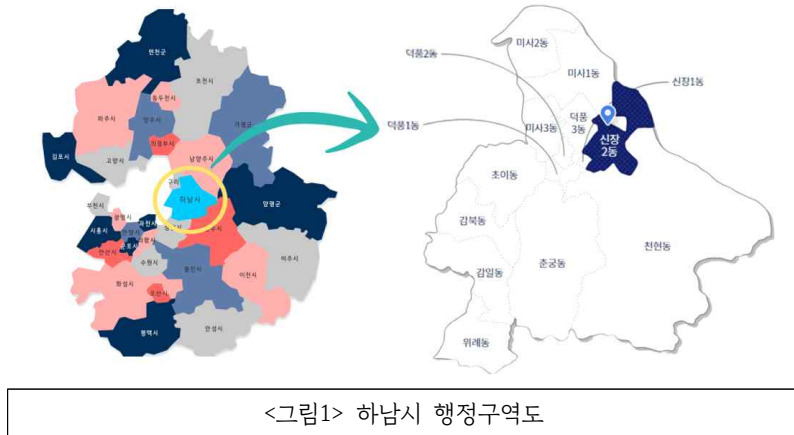 연천군
포천시
동두천시
파주시
양주시
가평군
의정부시
김포시
고양시
남양주시
구리
하남시
양평군
부천시
광명시
과천시
시흥시
안양시
군포시
의왕시
안산시
수원시
용인시
이천시
여주시
화성시
오산시
평택시
안성시
미사2동
덕풍2동
미사1동
신장1동
덕풍1동
미사3동
덕풍
3동
신장
2동
초이동
감북동
천현동
감일동
춘궁동
위례동
<그림1> 하남시 행정구역도